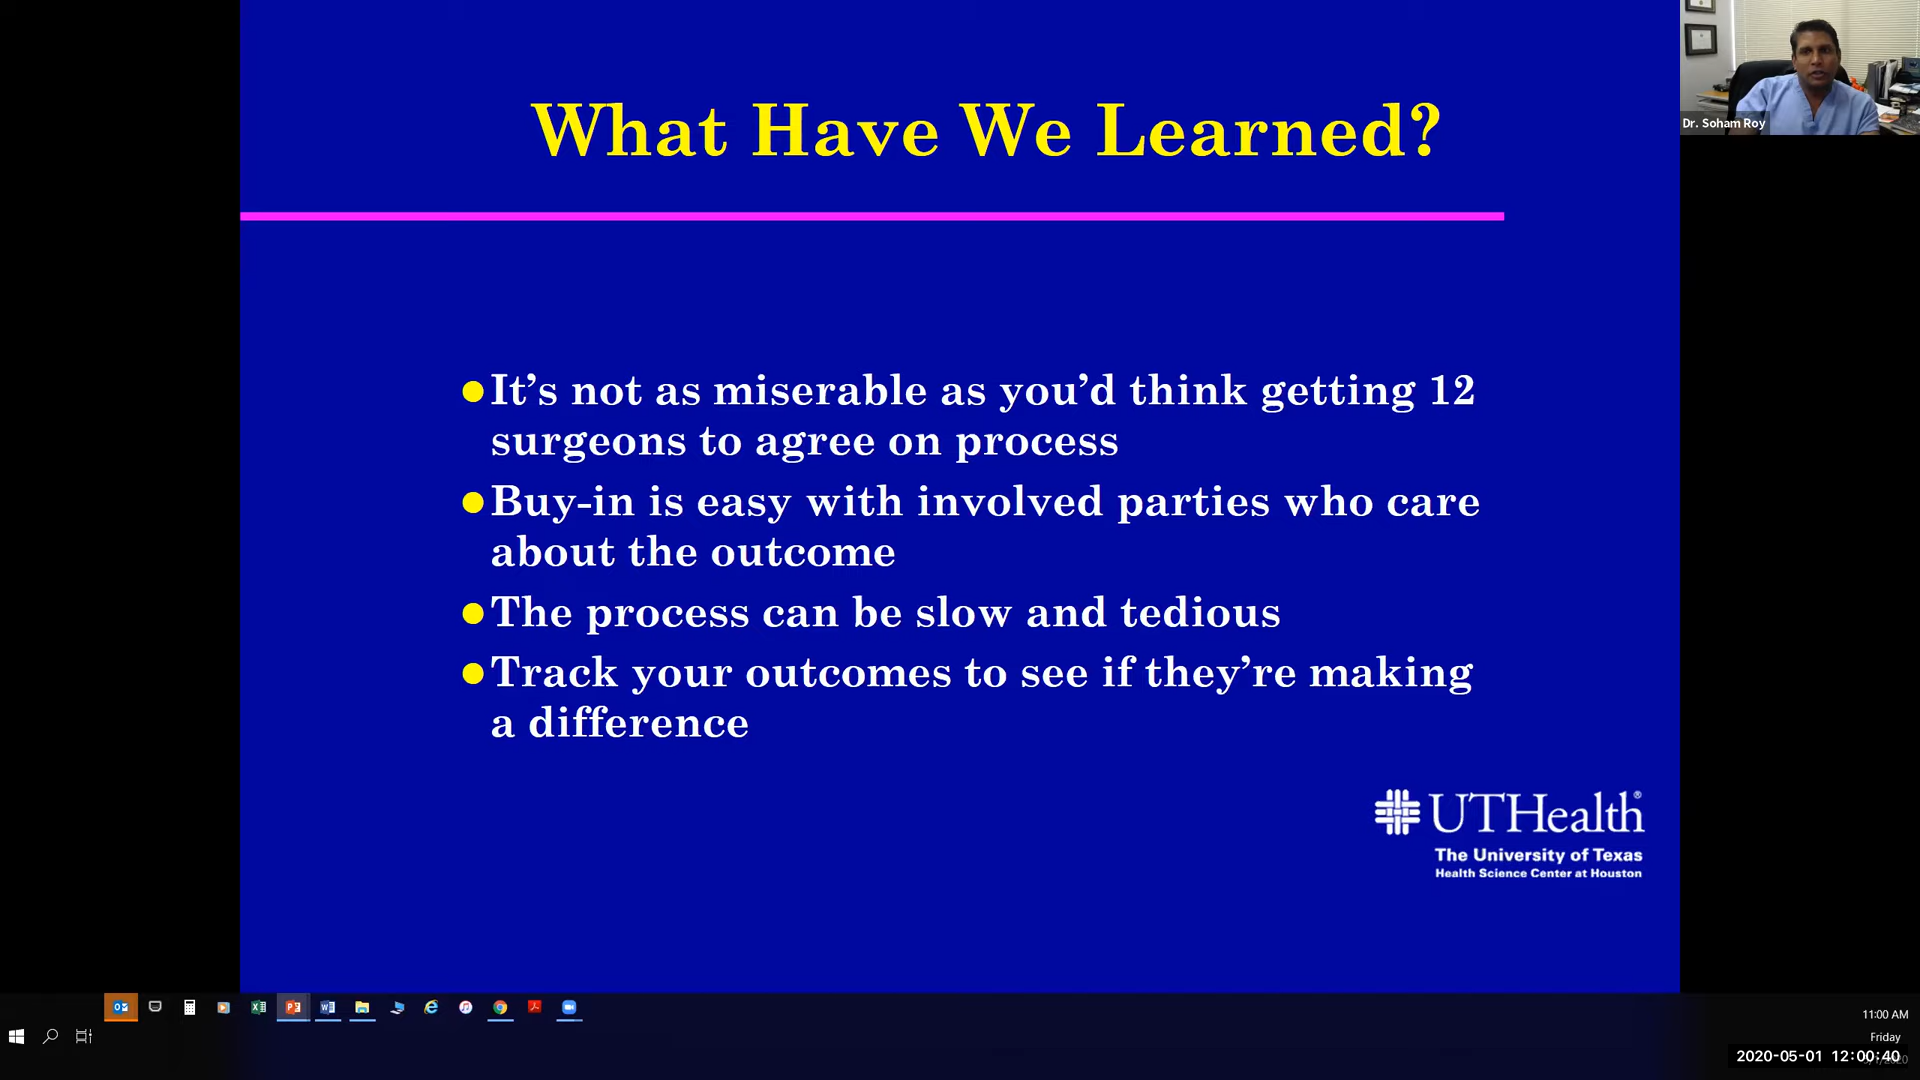 What Have We Learned?
Dr. Soham Roy
●It’s not as miserable as you’d think getting 12
surgeons to agree on process
●Buy-in is easy with involved parties who care
about the outcome
●The process can be slow and tedious
●Track your outcomes to see if they’re making
a difference
UTHealth®
The University of Texas
Health Science Center at Houston
11:00 AM
Friday
2020-05-01 12:00:40